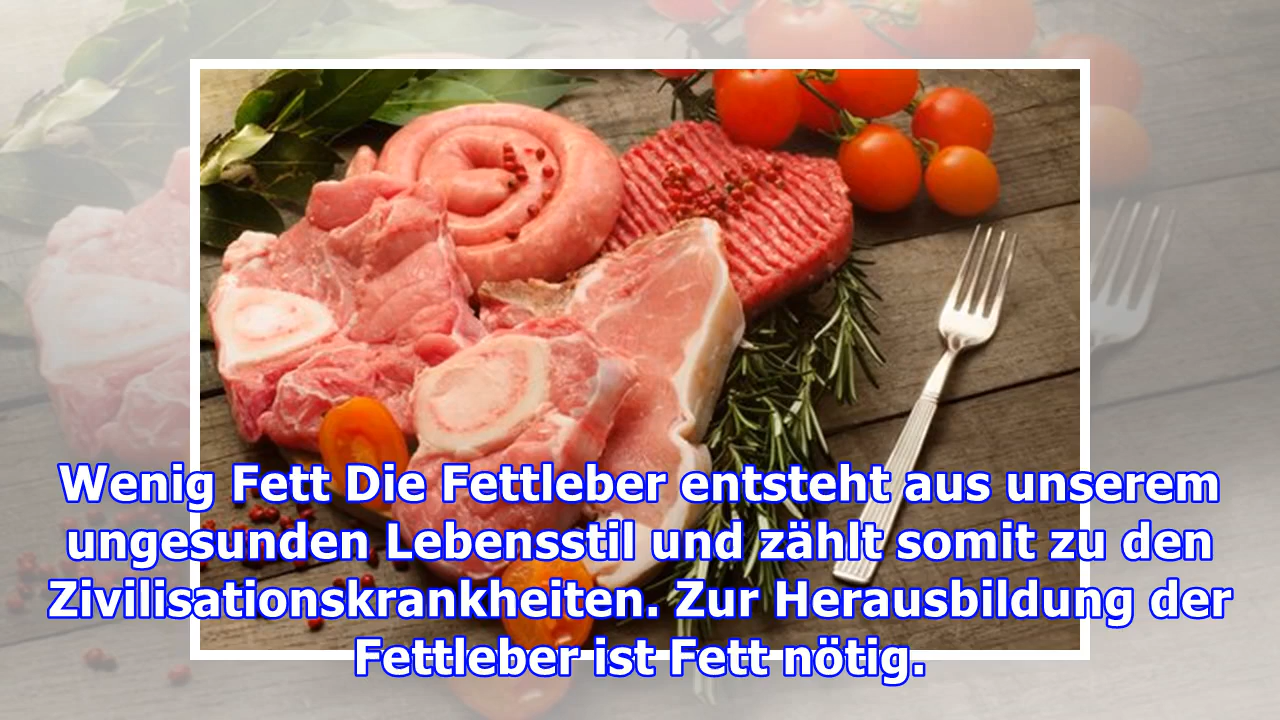 Wenig Fett Die Fettleber entsteht aus unserem
ungesunden Lebensstil und zählt somit zu den
Zivilisationskrankheiten. Zur Herausbildung der
Fettleber ist Fett nötig.